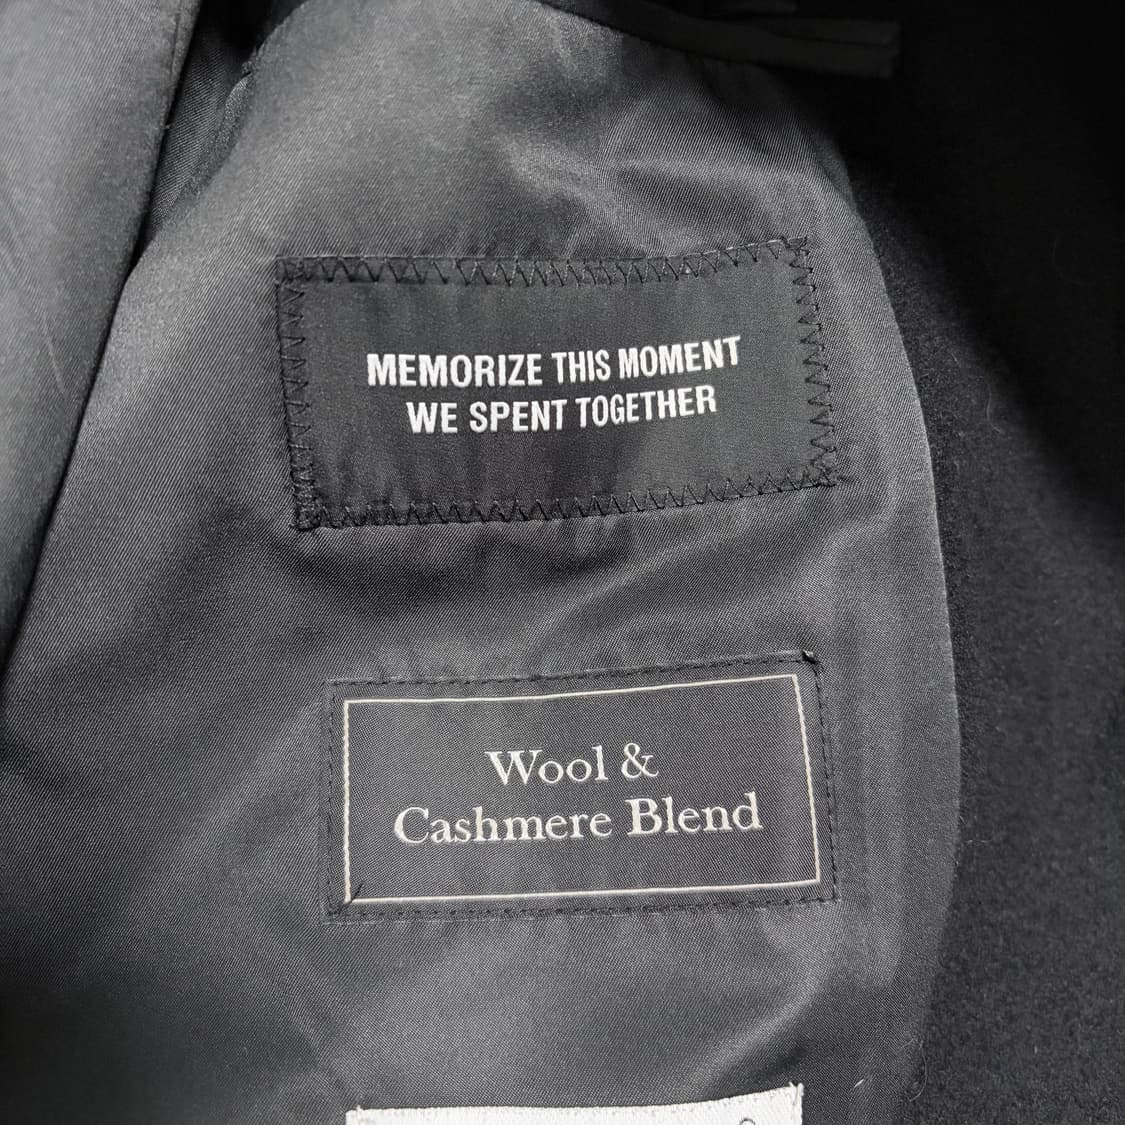 MEMORIZE THIS MOMENT
WE SPENT TOGETHER
Wool &
Cashmere Blend